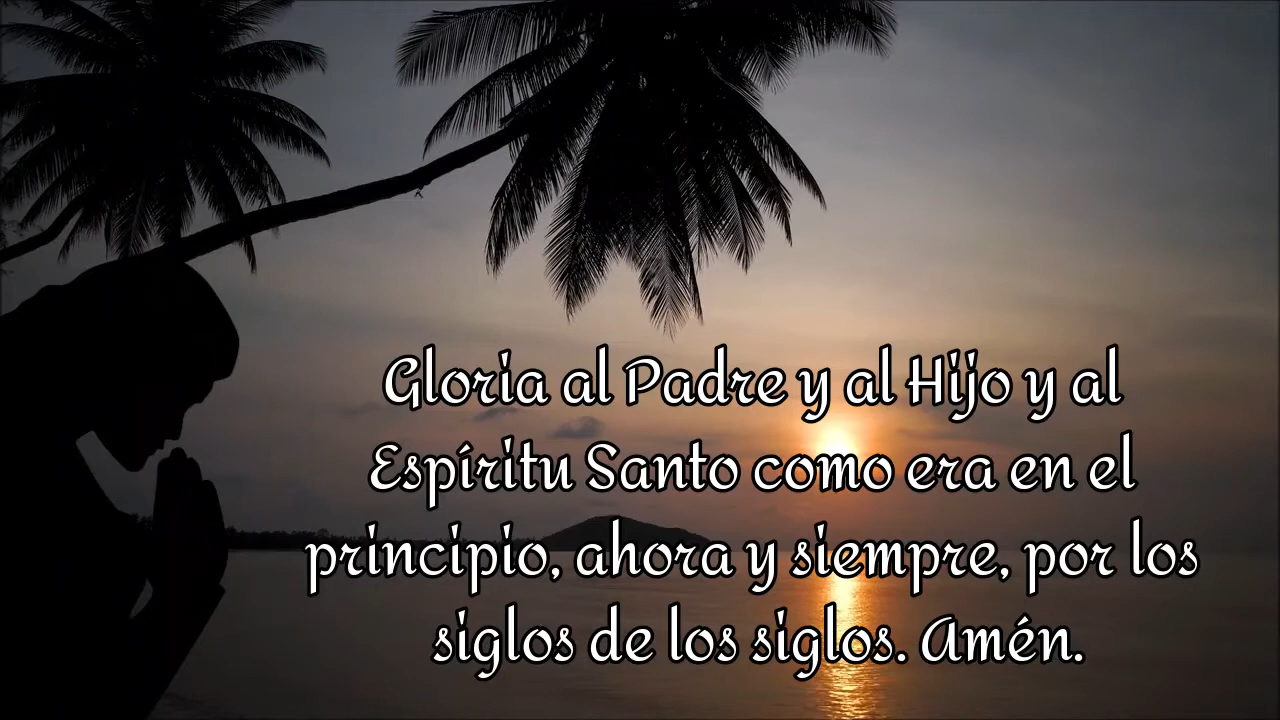 Gloria al Padre y al Hijo y al
Espíritu Santo como era en el
principio, ahora y siempre, por los
siglos de los siglos. Amén.